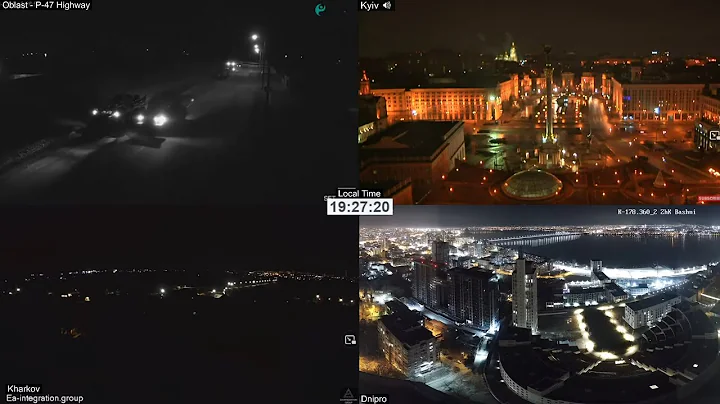 Oblast - P-47 Highway
Kyiv
Local Time
19:27:20
N-178.360_2 ZhK Bashni
Kharkov
Ea-integration.group
Dnipro